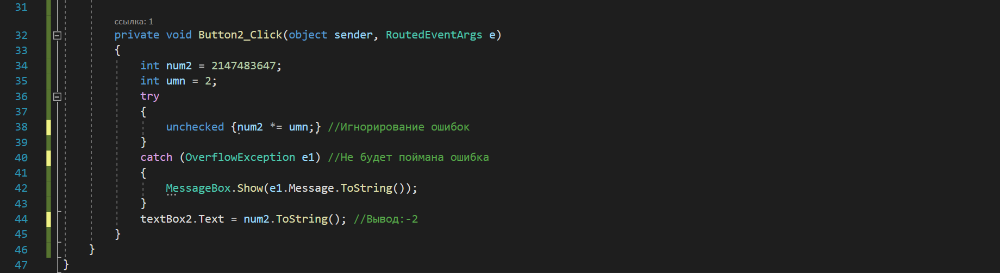 31
ссылка: 1
32 private void Button2_Click(object sender, RoutedEventArgs e)
33 {
34 int num2 = 2147483647;
35 int umn = 2;
36 try
37 {
38 unchecked {num2 *= umn;} //Игнорирование ошибок
39 }
40 catch (OverflowException e1) //Не будет поймана ошибка
41 {
42 MessageBox.Show(e1.Message.ToString());
43 }
44 textBox2.Text = num2.ToString(); //Вывод:-2
45 }
46 }
47 }